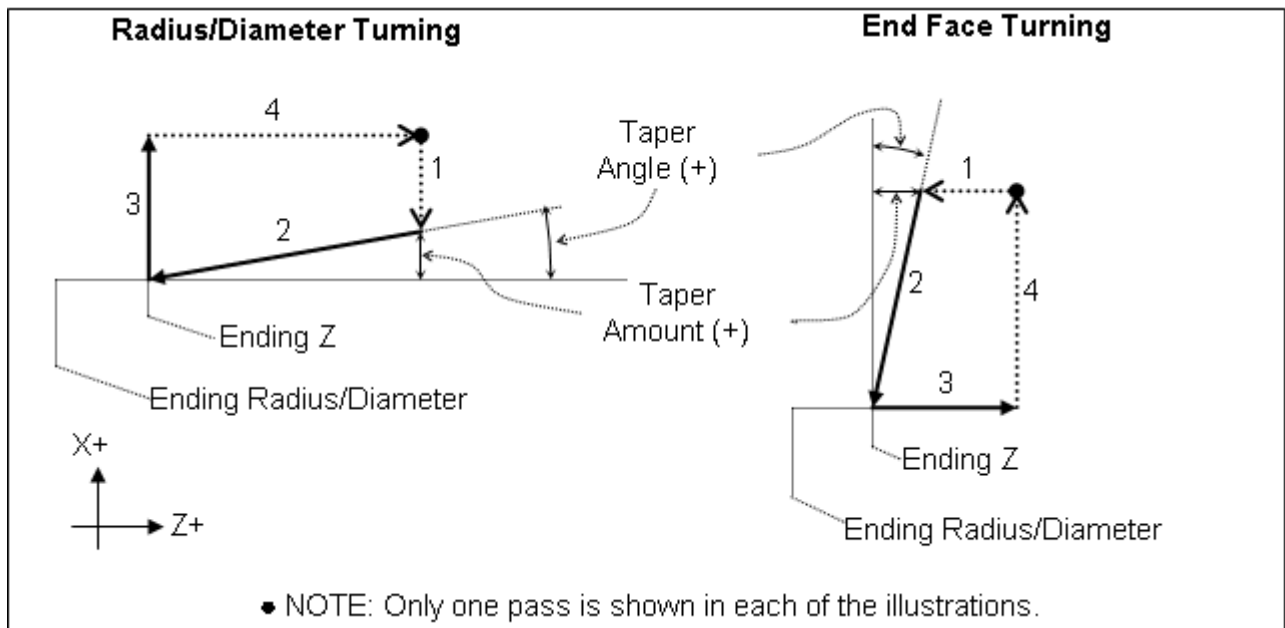 Radius/Diameter Turning
End Face Turning
4
1
3
2
Taper
Angle (+)
Taper
Amount (+)
Ending Z
Ending Radius/Diameter
X+
Z+
1
2
4
3
Ending Z
Ending Radius/Diameter
● NOTE: Only one pass is shown in each of the illustrations.